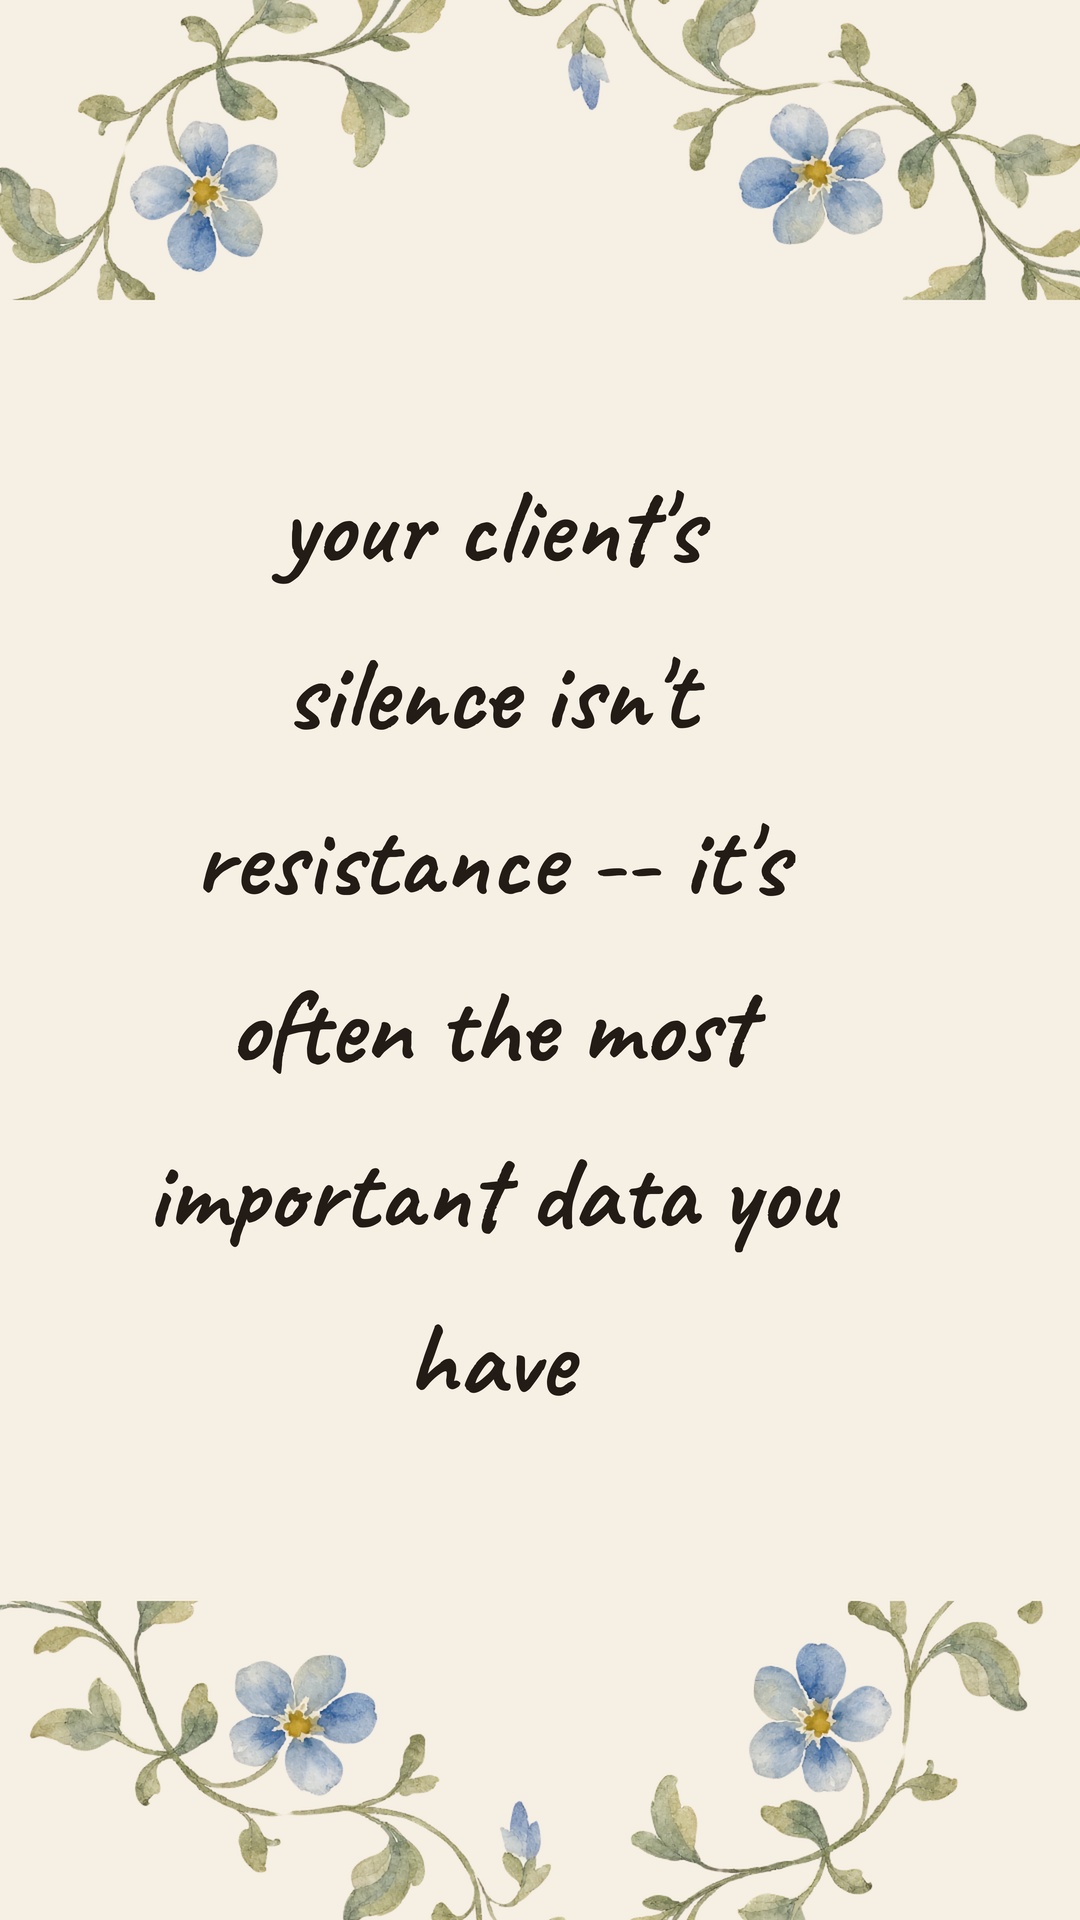 your client's
silence isn't
resistance -- it's
often the most
important data you
have